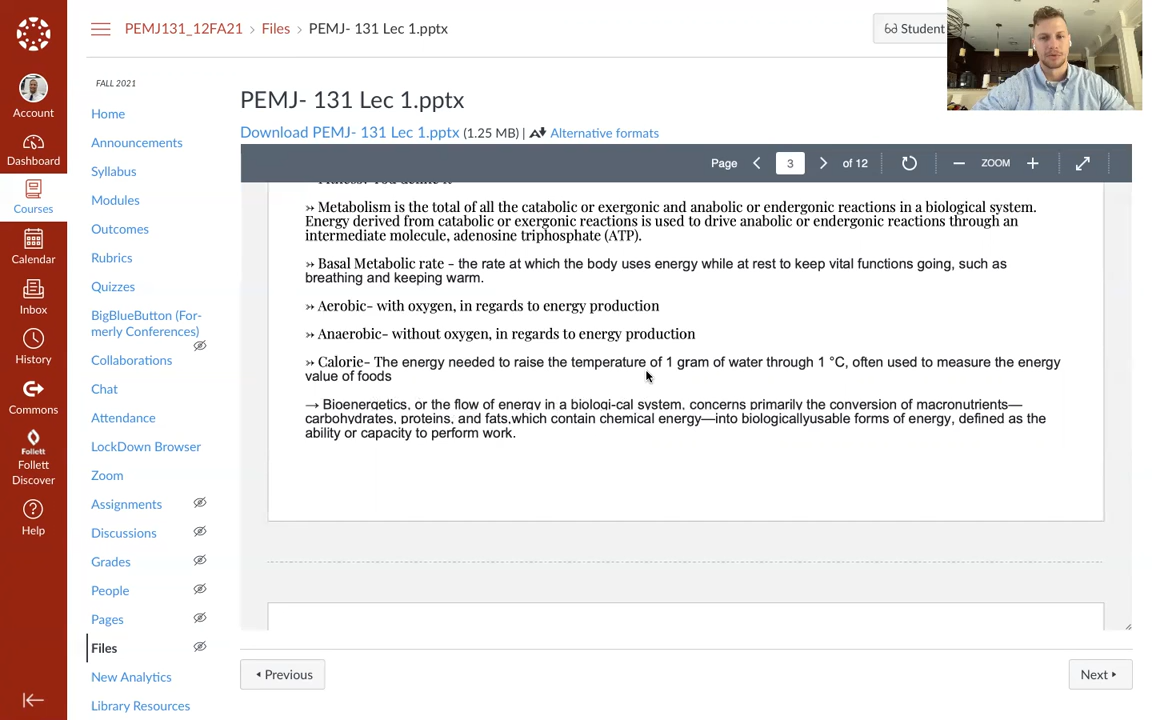 PEMJ131_12FA21 › Files › PEMJ- 131 Lec 1.pptx
Student
Account
Dashboard
Courses
Calendar
Inbox
History
Commons
Follett
Follett
Discover
Help
FALL 2021
Home
Announcements
Syllabus
Modules
Outcomes
Rubrics
Quizzes
BigBlueButton (For-
merly Conferences)
Collaborations
Chat
Attendance
LockDown Browser
Zoom
Assignments
Discussions
Grades
People
Pages
Files
New Analytics
Library Resources
PEMJ- 131 Lec 1.pptx
Download PEMJ- 131 Lec 1.pptx (1.25 MB) | Alternative formats
Page 3 of 12 ZOOM
» Metabolism is the total of all the catabolic or exergonic and anabolic or endergonic reactions in a biological system.
Energy derived from catabolic or exergonic reactions is used to drive anabolic or endergonic reactions through an
intermediate molecule, adenosine triphosphate (ATP).
» Basal Metabolic rate - the rate at which the body uses energy while at rest to keep vital functions going, such as
breathing and keeping warm.
» Aerobic- with oxygen, in regards to energy production
» Anaerobic- without oxygen, in regards to energy production
» Calorie- The energy needed to raise the temperature of 1 gram of water through 1 °C, often used to measure the energy
value of foods
→ Bioenergetics, or the flow of energy in a biologi-cal system, concerns primarily the conversion of macronutrients—
carbohydrates, proteins, and fats,which contain chemical energy—into biologicallyusable forms of energy, defined as the
ability or capacity to perform work.
Previous
Next